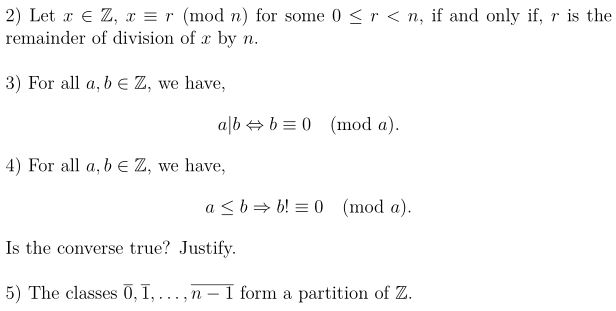 2) Let x ∈ ℤ, x ≡ r (mod n) for some 0 ≤ r < n, if and only if, r is the
remainder of division of x by n.
3) For all a, b ∈ ℤ, we have,
a|b ⇔ b ≡ 0 (mod a).
4) For all a, b ∈ ℤ, we have,
a ≤ b ⇒ b! ≡ 0 (mod a).
Is the converse true? Justify.
5) The classes 0̅, 1̅, . . . , n̅ ̅−̅ ̅1̅ form a partition of ℤ.